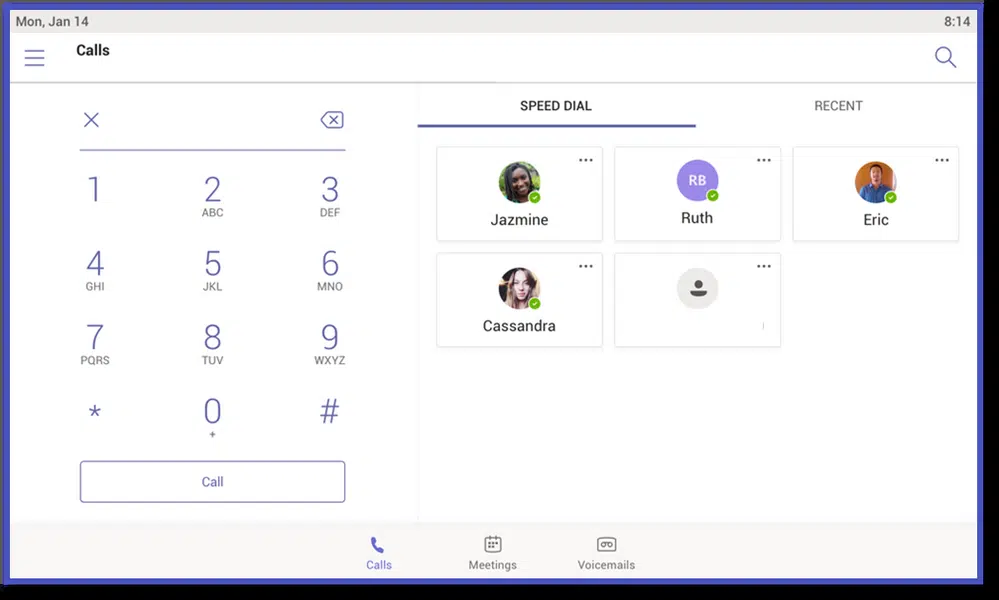 Mon, Jan 14
8:14
Calls
SPEED DIAL
RECENT
1
2
3
ABC
DEF
4
5
6
GHI
JKL
MNO
7
8
9
PQRS
TUV
WXYZ
*
0
#
+
Call
Jazmine
RB
Ruth
Eric
Cassandra
Calls
Meetings
Voicemails